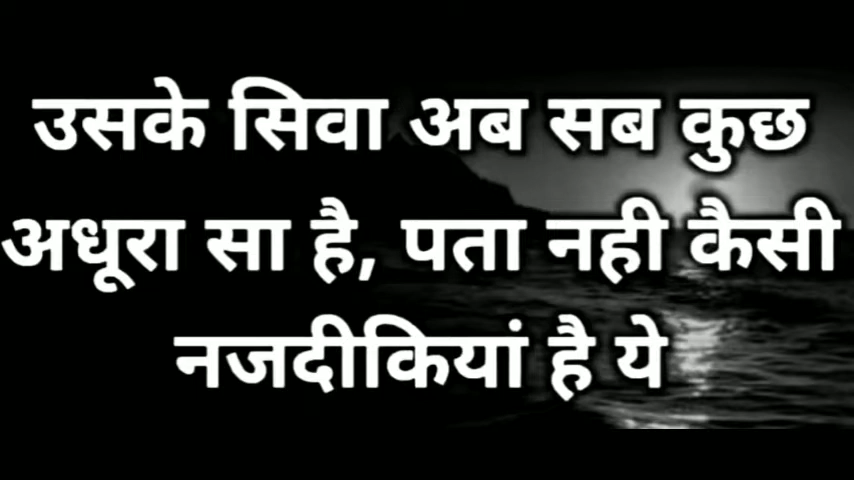 उसके सिवा अब सब कुछ
अधूरा सा है, पता नही कैसी
नजदीकियां है ये